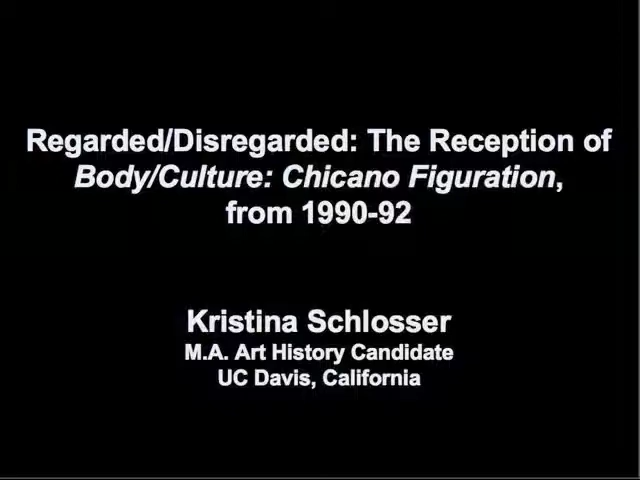 Regarded/Disregarded: The Reception of
Body/Culture: Chicano Figuration,
from 1990-92
Kristina Schlosser
M.A. Art History Candidate
UC Davis, California